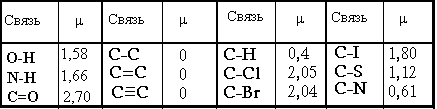 Связь μ Связь μ Связь μ Связь μ
O-H 1,58 C–C 0 C–H 0,4 C–I 1,80
N-H 1,66 C=C 0 C–Cl 2,05 C–S 1,12
C=O 2,70 C≡C 0 C–Br 2,04 C–N 0,61